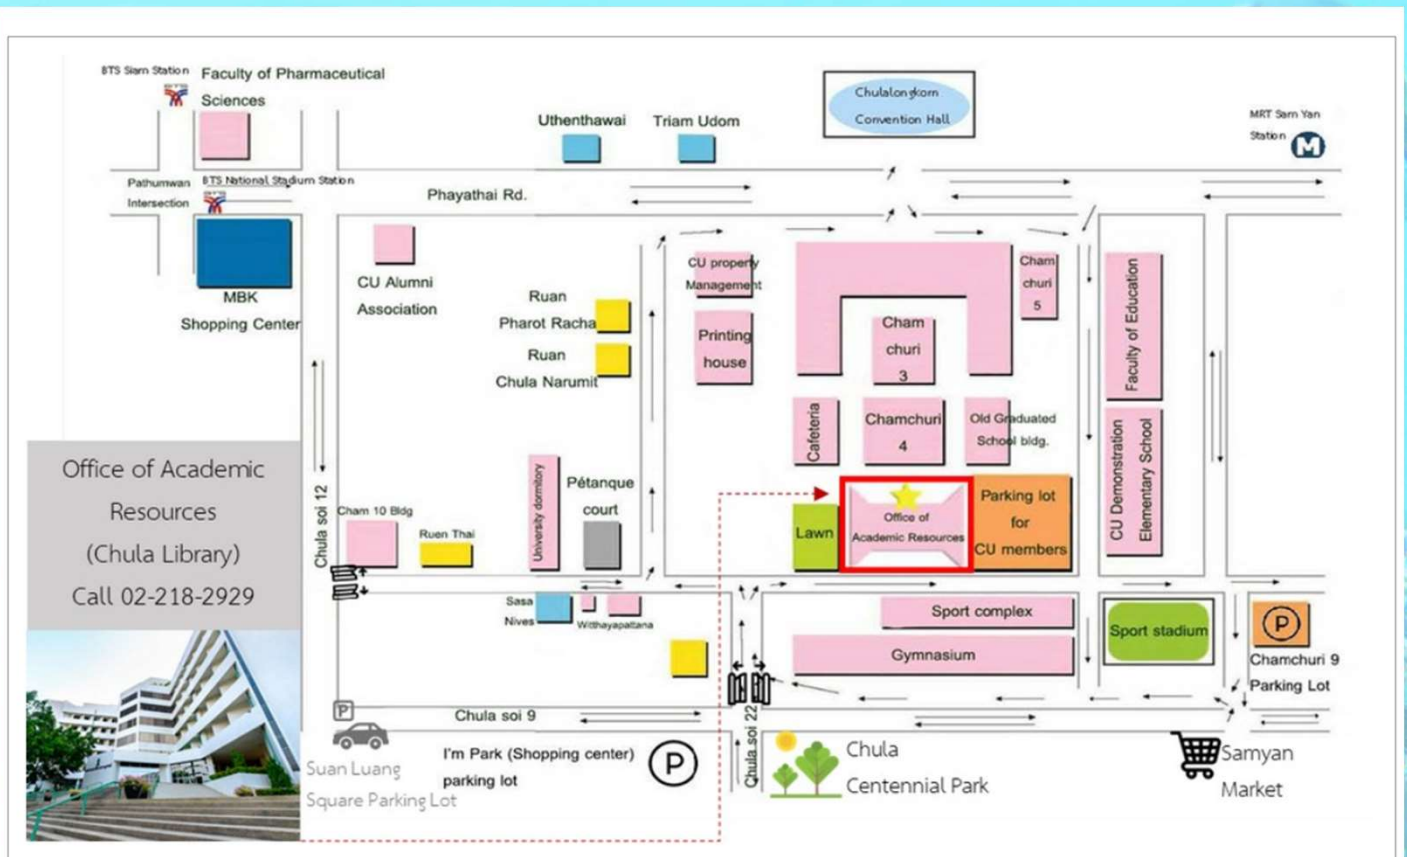 BTS Siam Station
Faculty of Pharmaceutical
Sciences
Uthenthawai
Triam Udom
Chulalongkorn
Convention Hall
MRT Sam Yan
Station
M
Pathumwan
Intersection
BTS National Stadium Station
Phayathai Rd.
MBK
Shopping Center
CU Alumni
Association
Ruan
Pharot Racha
Ruan
Chula Narumit
CU property
Management
Printing
house
Cham
churi
3
Cham
churi
5
Faculty of Education
Cafeteria
Chamchuri
4
Old Graduated
School bldg.
CU Demonstration
Elementary School
Office of Academic
Resources
(Chula Library)
Call 02-218-2929
Chula soi 12
Cham 10 Bldg
Ruen Thai
University dormitory
Pétanque
court
Lawn
Office of
Academic Resources
Parking lot
for
CU members
Sasa
Nives
Witthayapattana
Sport complex
Gymnasium
Sport stadium
P
Chamchuri 9
Parking Lot
P
Chula soi 9
Chula soi 22
Suan Luang
Square Parking Lot
I'm Park (Shopping center)
parking lot
P
Chula
Centennial Park
Samyan
Market